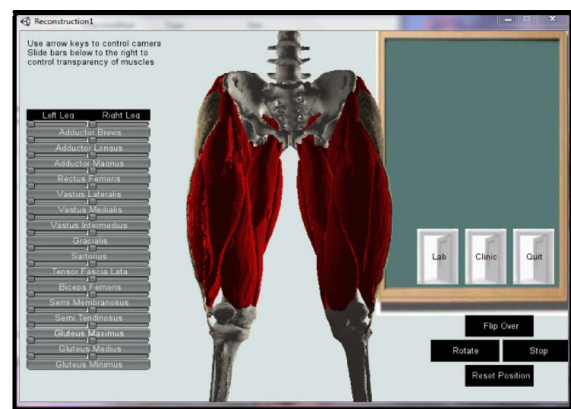 Reconstruction1
Use arrow keys to control camera
Slide bars below to the right to
control transparency of muscles
Left Leg Right Leg
Adductor Brevis
Adductor Longus
Adductor Magnus
Rectus Femoris
Vastus Lateralis
Vastus Medialis
Vastus Intermedius
Gracialis
Sartorius
Tensor Fascia Lata
Biceps Femoris
Semi Membranosus
Semi Tendinosus
Gluteus Maximus
Gluteus Medius
Gluteus Minimus
Lab Clinic Quit
Flip Over
Rotate Stop
Reset Position